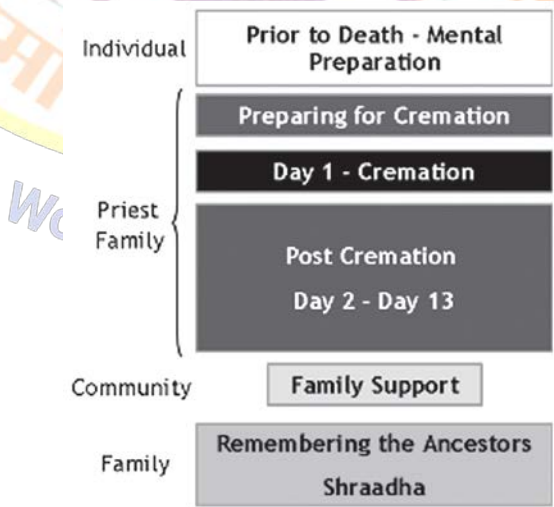 Individual
Prior to Death - Mental
Preparation
Preparing for Cremation
Day 1 - Cremation
Priest
Family
Post Cremation
Day 2 - Day 13
Community
Family Support
Family
Remembering the Ancestors
Shraadha